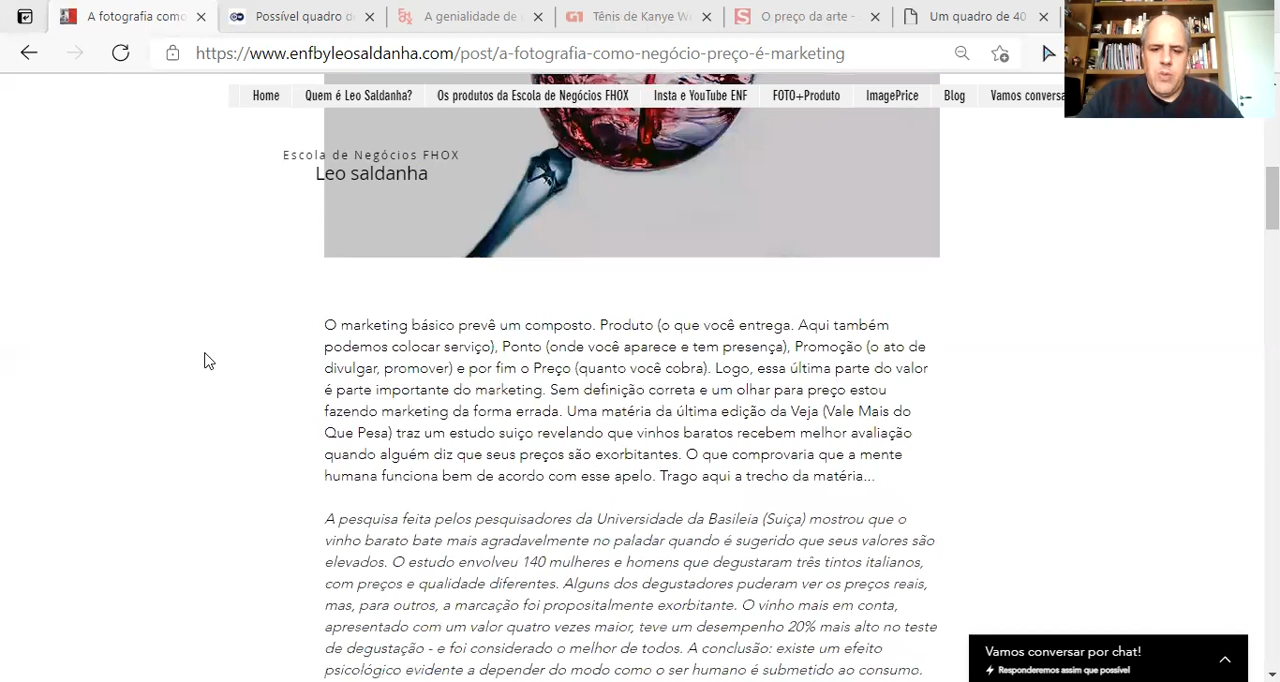 A fotografia como
Possível quadro d
A genialidade de
Tênis de Kanye W
O preço da arte -
Um quadro de 40
https://www.enfbyleosaldanha.com/post/a-fotografia-como-negócio-preço-é-marketing
Home Quem é Leo Saldanha? Os produtos da Escola de Negócios FHOX Insta e YouTube ENF FOTO+Produto ImagePrice Blog Vamos conversa
Escola de Negócios FHOX
Leo saldanha
O marketing básico prevê um composto. Produto (o que você entrega. Aqui também
podemos colocar serviço), Ponto (onde você aparece e tem presença), Promoção (o ato de
divulgar, promover) e por fim o Preço (quanto você cobra). Logo, essa última parte do valor
é parte importante do marketing. Sem definição correta e um olhar para preço estou
fazendo marketing da forma errada. Uma matéria da última edição da Veja (Vale Mais do
Que Pesa) traz um estudo suiço revelando que vinhos baratos recebem melhor avaliação
quando alguém diz que seus preços são exorbitantes. O que comprovaria que a mente
humana funciona bem de acordo com esse apelo. Trago aqui a trecho da matéria...
A pesquisa feita pelos pesquisadores da Universidade da Basileia (Suiça) mostrou que o
vinho barato bate mais agradavelmente no paladar quando é sugerido que seus valores são
elevados. O estudo envolveu 140 mulheres e homens que degustaram três tintos italianos,
com preços e qualidade diferentes. Alguns dos degustadores puderam ver os preços reais,
mas, para outros, a marcação foi propositalmente exorbitante. O vinho mais em conta,
apresentado com um valor quatro vezes maior, teve um desempenho 20% mais alto no teste
da degustação - e foi considerado o melhor de todos. A conclusão: existe um efeito
psicológico evidente a depender do modo como o ser humano é submetido ao consumo.
Vamos conversar por chat!
Responderemos assim que possível